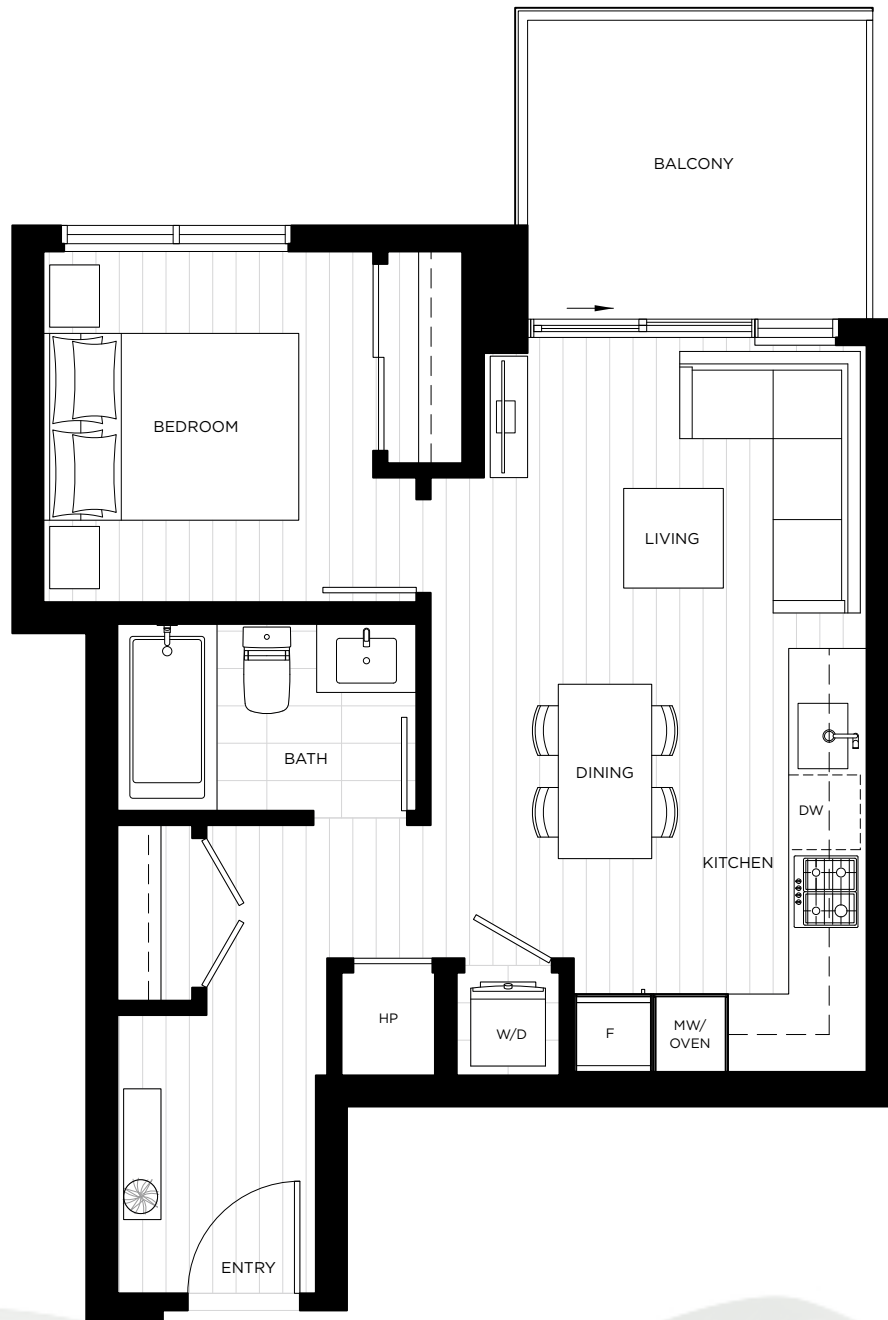 BALCONY
BEDROOM
LIVING
BATH
DINING
DW
KITCHEN
HP
W/D
F
MW/
OVEN
ENTRY